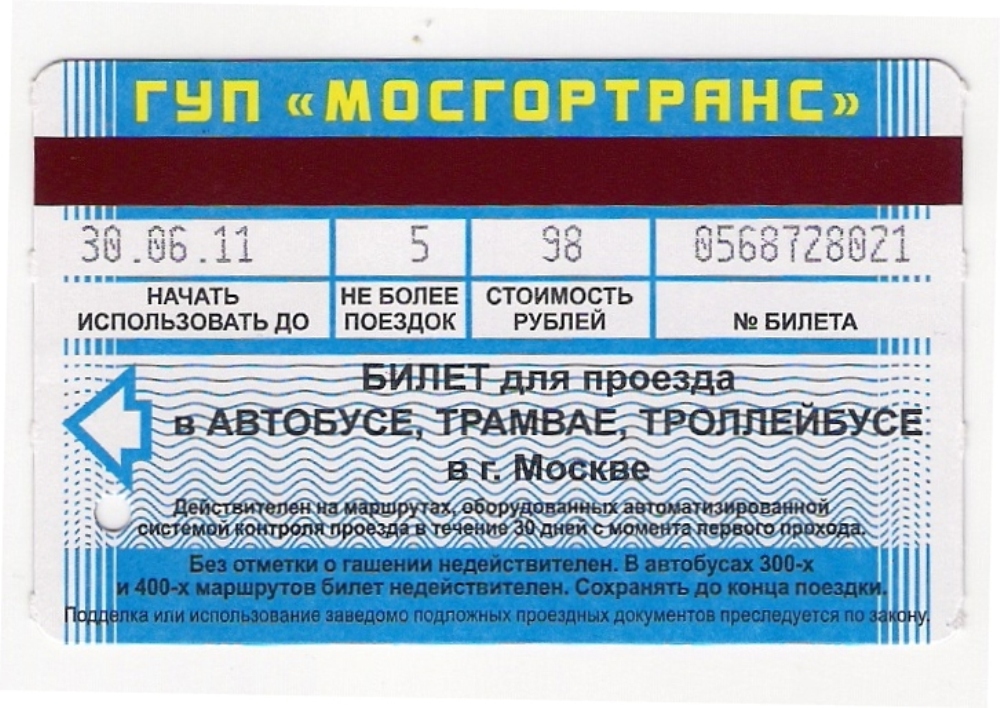 ГУП «МОСГОРТРАНС»
30.06.11 5 98 0568728021
НАЧАТЬ ИСПОЛЬЗОВАТЬ ДО
НЕ БОЛЕЕ ПОЕЗДОК
СТОИМОСТЬ РУБЛЕЙ
№ БИЛЕТА
БИЛЕТ для проезда
в АВТОБУСЕ, ТРАМВАЕ, ТРОЛЛЕЙБУСЕ
в г. Москве
Действителен на маршрутах, оборудованных автоматизированной
системой контроля проезда в течение 30 дней с момента первого прохода.
Без отметки о гашении недействителен. В автобусах 300-х
и 400-х маршрутов билет недействителен. Сохранять до конца поездки.
Подделка или использование заведомо подложных проездных документов преследуется по закону.